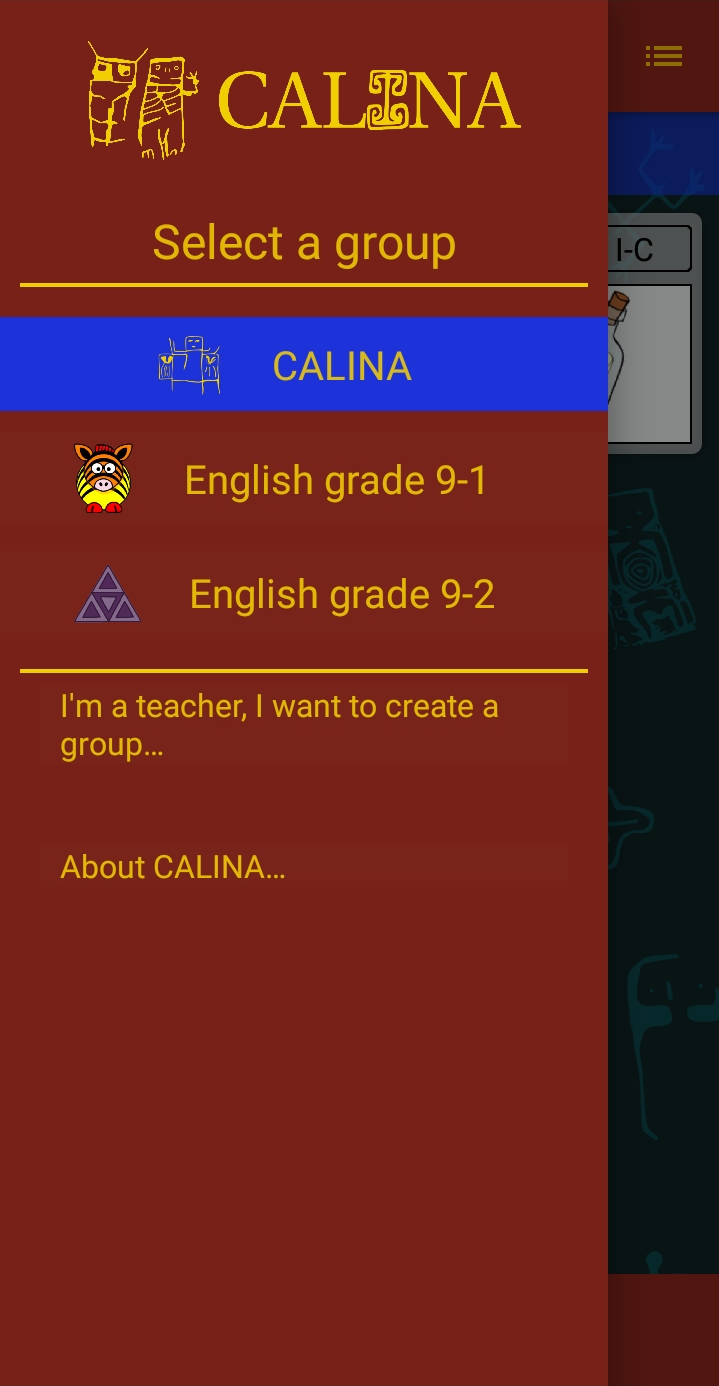 CALINA
Select a group
I-C
CALINA
English grade 9-1
English grade 9-2
I'm a teacher, I want to create a
group...
About CALINA...